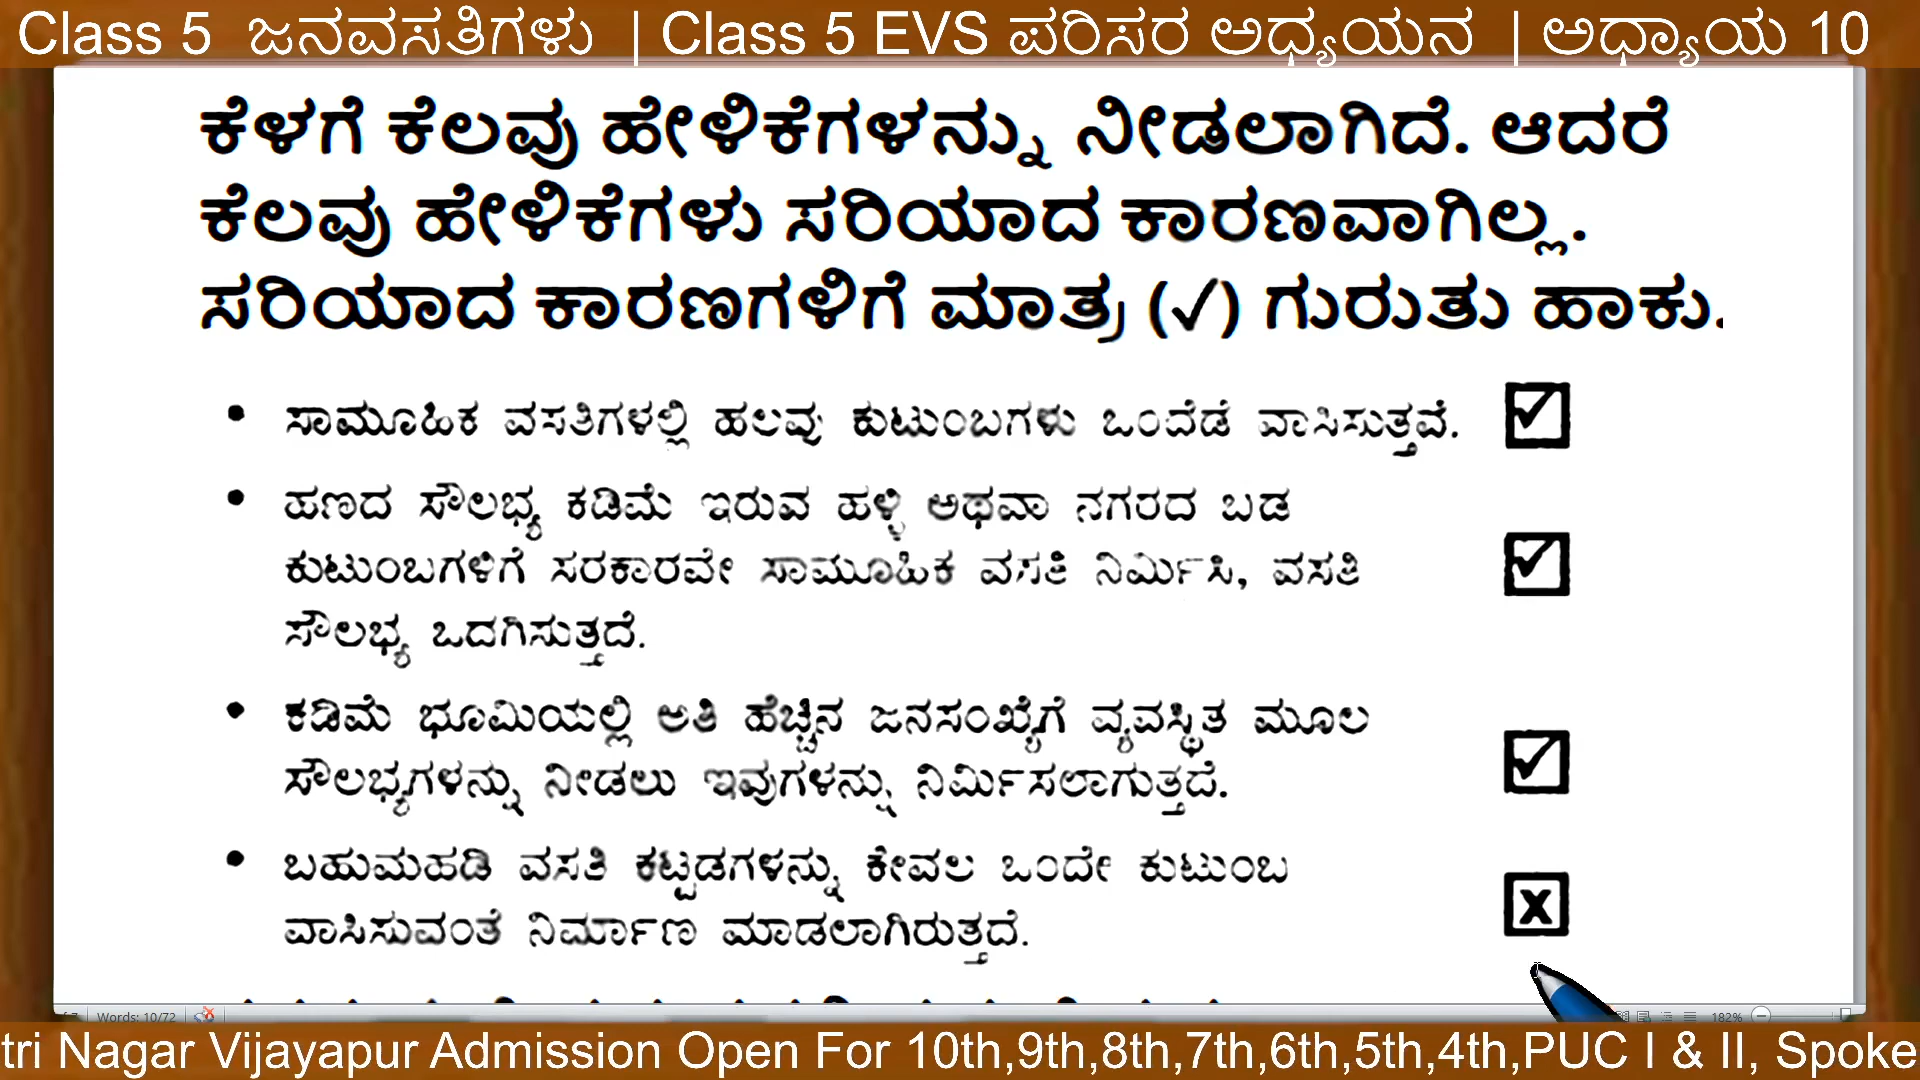 Class 5 ಜನವಸತಿಗಳು | Class 5 EVS ಪರಿಸರ ಅಧ್ಯಯನ | ಅಧ್ಯಾಯ 10
ಕೆಳಗೆ ಕೆಲವು ಹೇಳಿಕೆಗಳನ್ನು ನೀಡಲಾಗಿದೆ. ಆದರೆ
ಕೆಲವು ಹೇಳಿಕೆಗಳು ಸರಿಯಾದ ಕಾರಣವಾಗಿಲ್ಲ.
ಸರಿಯಾದ ಕಾರಣಗಳಿಗೆ ಮಾತ್ರ (✓) ಗುರುತು ಹಾಕು.
• ಸಾಮೂಹಿಕ ವಸತಿಗಳಲ್ಲಿ ಹಲವು ಕುಟುಂಬಗಳು ಒಂದೆಡೆ ವಾಸಿಸುತ್ತವೆ. ☑
• ಹಣದ ಸೌಲಭ್ಯ ಕಡಿಮೆ ಇರುವ ಹಳ್ಳಿ ಅಥವಾ ನಗರದ ಬಡ
ಕುಟುಂಬಗಳಿಗೆ ಸರಕಾರವೇ ಸಾಮೂಹಿಕ ವಸತಿ ನಿರ್ಮಿಸಿ, ವಸತಿ ☑
ಸೌಲಭ್ಯ ಒದಗಿಸುತ್ತದೆ.
• ಕಡಿಮೆ ಭೂಮಿಯಲ್ಲಿ ಅತಿ ಹೆಚ್ಚಿನ ಜನಸಂಖ್ಯೆಗೆ ವ್ಯವಸ್ಥಿತ ಮೂಲ
ಸೌಲಭ್ಯಗಳನ್ನು ನೀಡಲು ಇವುಗಳನ್ನು ನಿರ್ಮಿಸಲಾಗುತ್ತದೆ. ☑
• ಬಹುಮಹಡಿ ವಸತಿ ಕಟ್ಟಡಗಳನ್ನು ಕೇವಲ ಒಂದೇ ಕುಟುಂಬ
ವಾಸಿಸುವಂತೆ ನಿರ್ಮಾಣ ಮಾಡಲಾಗಿರುತ್ತದೆ. x
Words: 10/72 182%
tri Nagar Vijayapur Admission Open For 10th,9th,8th,7th,6th,5th,4th,PUC I & II, Spoke